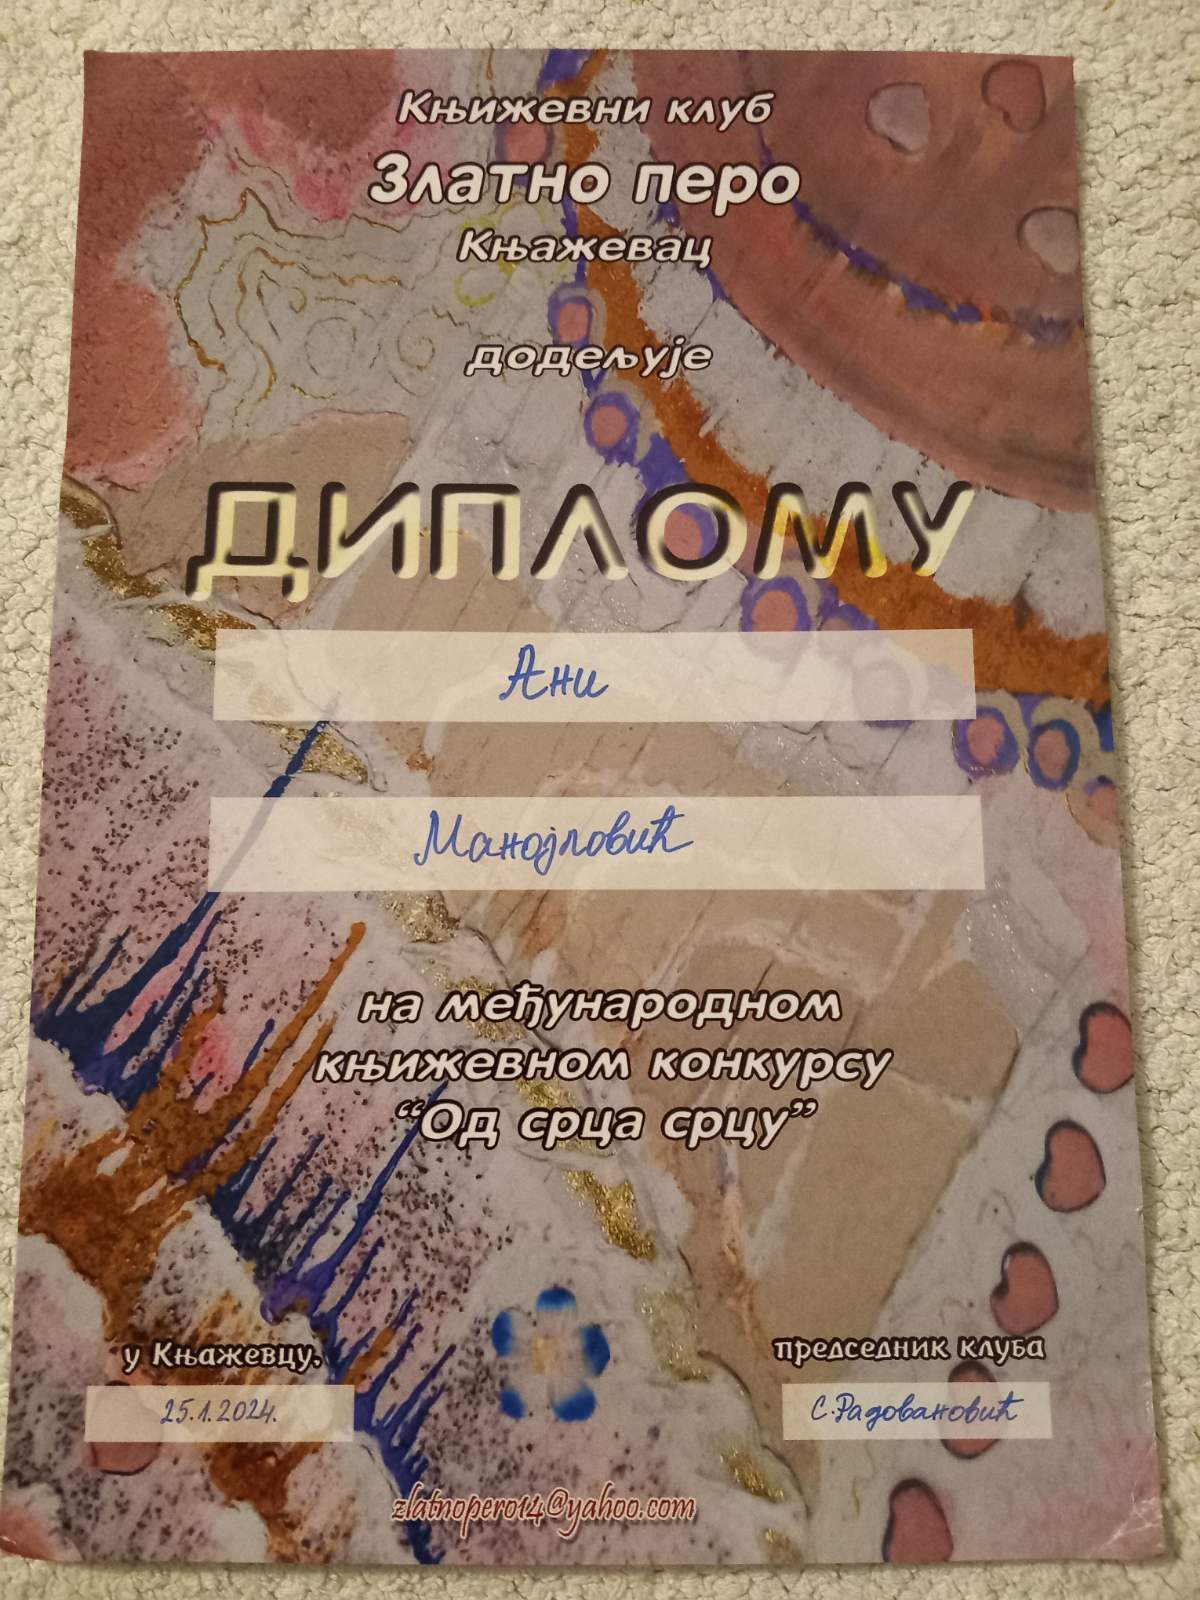 Књижевни клуб
Златно перо
Књажевац
додељује
ДИПЛОМУ
Ани
Манојловић
на међународном
књижевном конкурсу
“Од срца срцу”
у Књажевцу,
25.1.2024.
председник клуба
С. Радовановић
zlatnopero14@yahoo.com